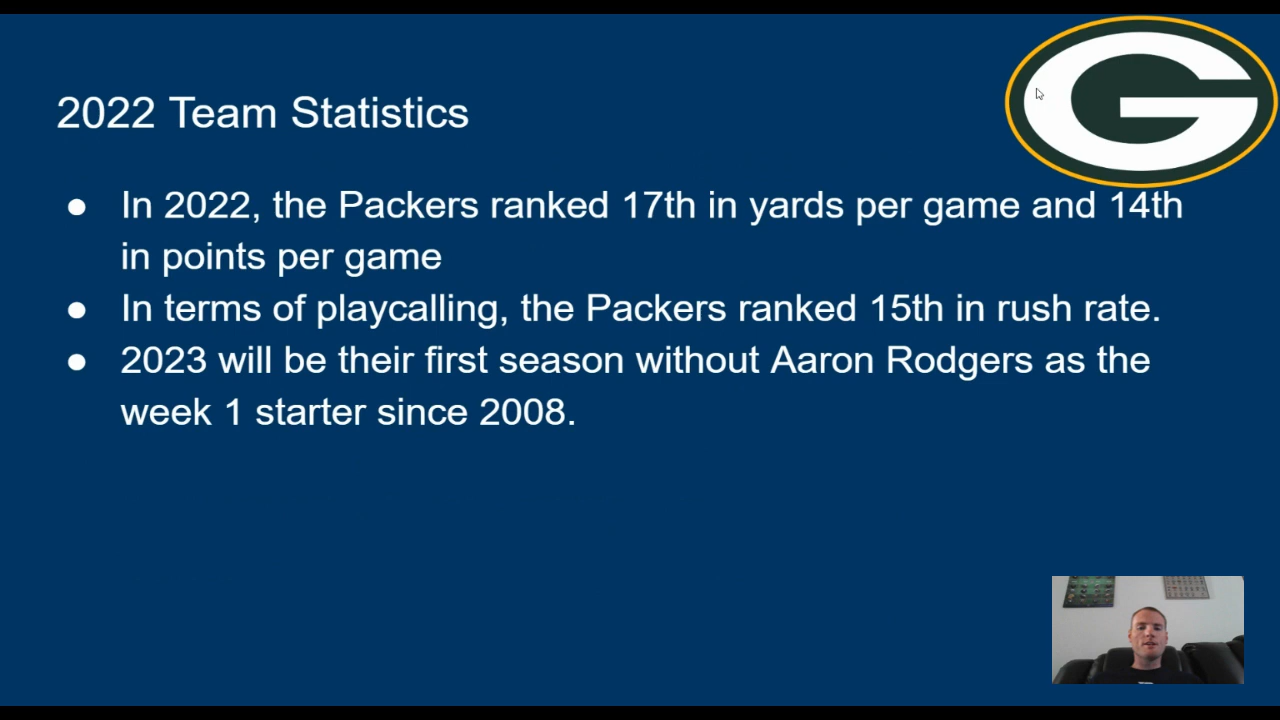 2022 Team Statistics
● In 2022, the Packers ranked 17th in yards per game and 14th
in points per game
● In terms of playcalling, the Packers ranked 15th in rush rate.
● 2023 will be their first season without Aaron Rodgers as the
week 1 starter since 2008.
G